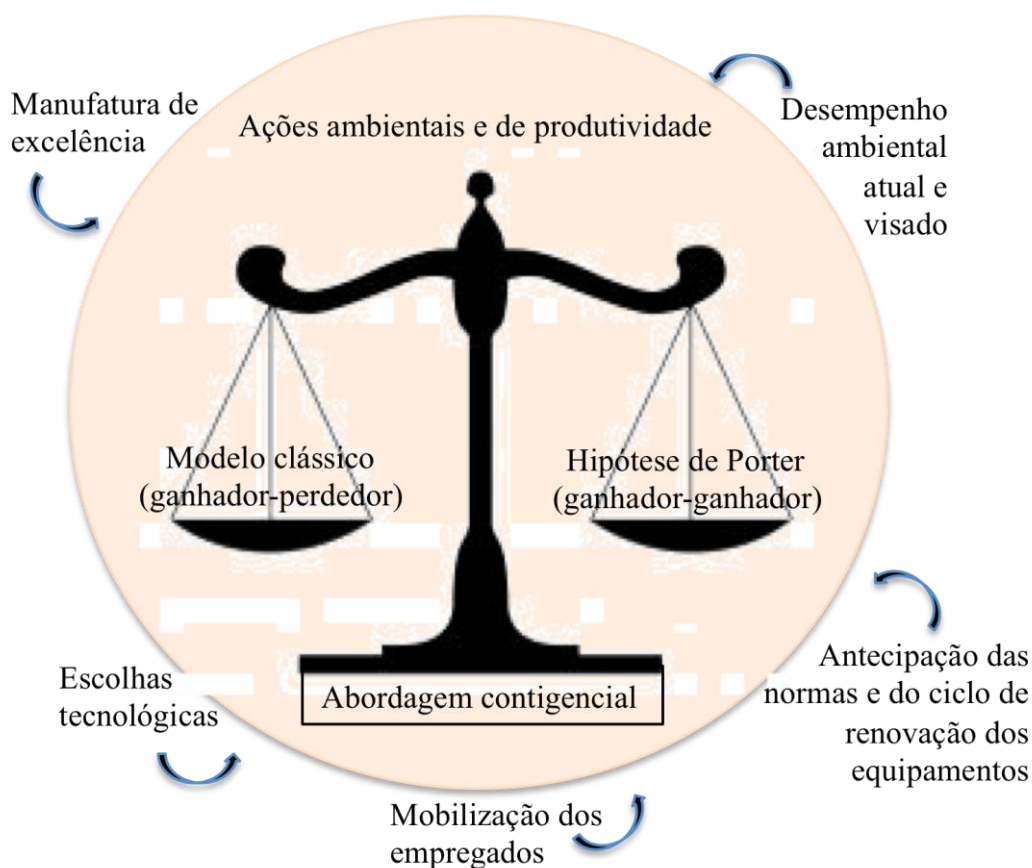 Manufatura de
excelência
Ações ambientais e de produtividade
Desempenho
ambiental
atual e
visado
Modelo clássico
(ganhador-perdedor)
Hipótese de Porter
(ganhador-ganhador)
Escolhas
tecnológicas
Abordagem contigencial
Antecipação das
normas e do ciclo de
renovação dos
equipamentos
Mobilização dos
empregados